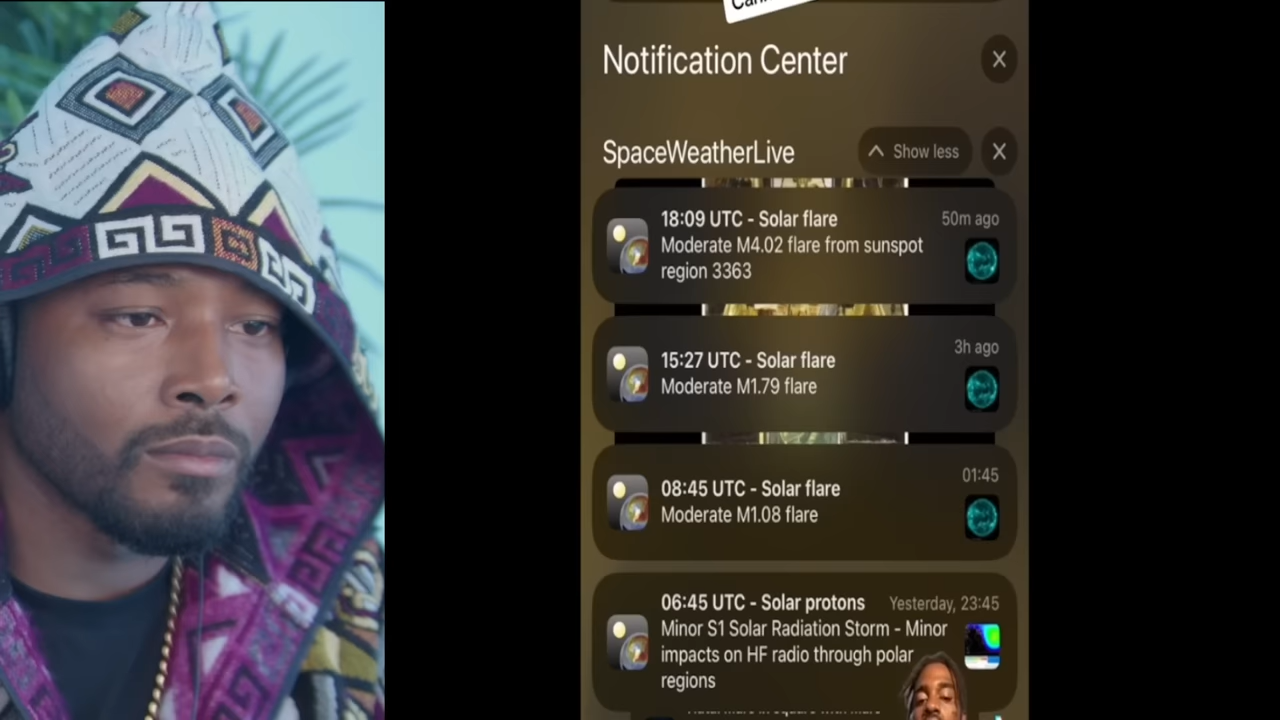 Notification Center
SpaceWeatherLive
Show less
18:09 UTC - Solar flare
50m ago
Moderate M4.02 flare from sunspot
region 3363
15:27 UTC - Solar flare
3h ago
Moderate M1.79 flare
08:45 UTC - Solar flare
01:45
Moderate M1.08 flare
06:45 UTC - Solar protons
Yesterday, 23:45
Minor S1 Solar Radiation Storm - Minor
impacts on HF radio through polar
regions